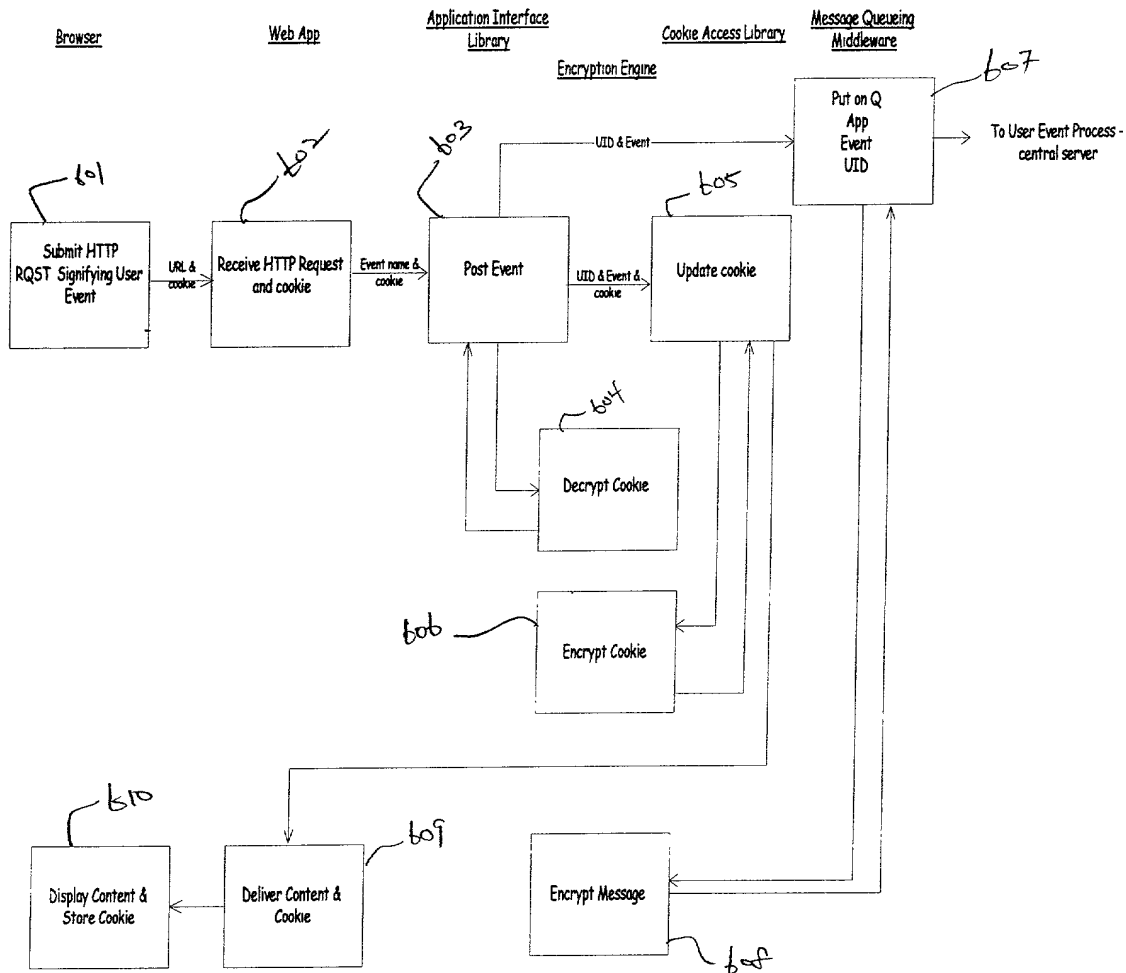 Browser
Web App
Application Interface
Library
Encryption Engine
Cookie Access Library
Message Queueing
Middleware
607
Put on Q
App
Event
UID
To User Event Process -
central server
601
602
603
UID & Event
605
Submit HTTP
RQST Signifying User
Event
URL &
cookie
Receive HTTP Request
and cookie
Event name &
cookie
Post Event
UID & Event &
cookie
Update cookie
604
Decrypt Cookie
606
Encrypt Cookie
610
609
Display Content &
Store Cookie
Deliver Content &
Cookie
Encrypt Message
608